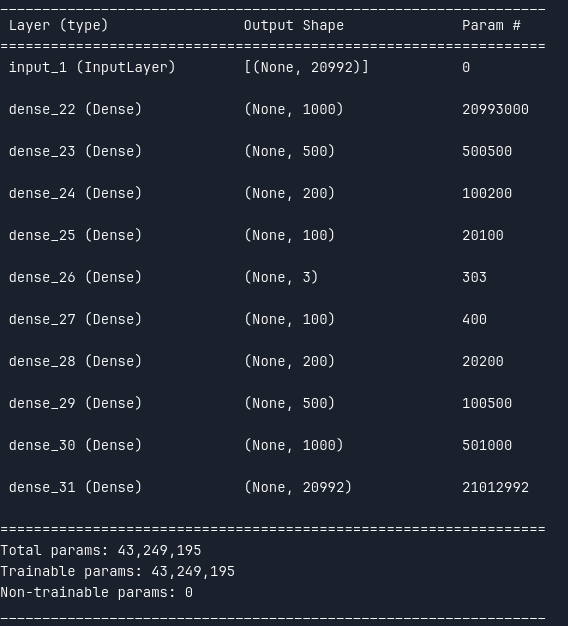 Layer (type) Output Shape Param #
input_1 (InputLayer) [(None, 20992)] 0
dense_22 (Dense) (None, 1000) 20993000
dense_23 (Dense) (None, 500) 500500
dense_24 (Dense) (None, 200) 100200
dense_25 (Dense) (None, 100) 20100
dense_26 (Dense) (None, 3) 303
dense_27 (Dense) (None, 100) 400
dense_28 (Dense) (None, 200) 20200
dense_29 (Dense) (None, 500) 100500
dense_30 (Dense) (None, 1000) 501000
dense_31 (Dense) (None, 20992) 21012992
Total params: 43,249,195
Trainable params: 43,249,195
Non-trainable params: 0